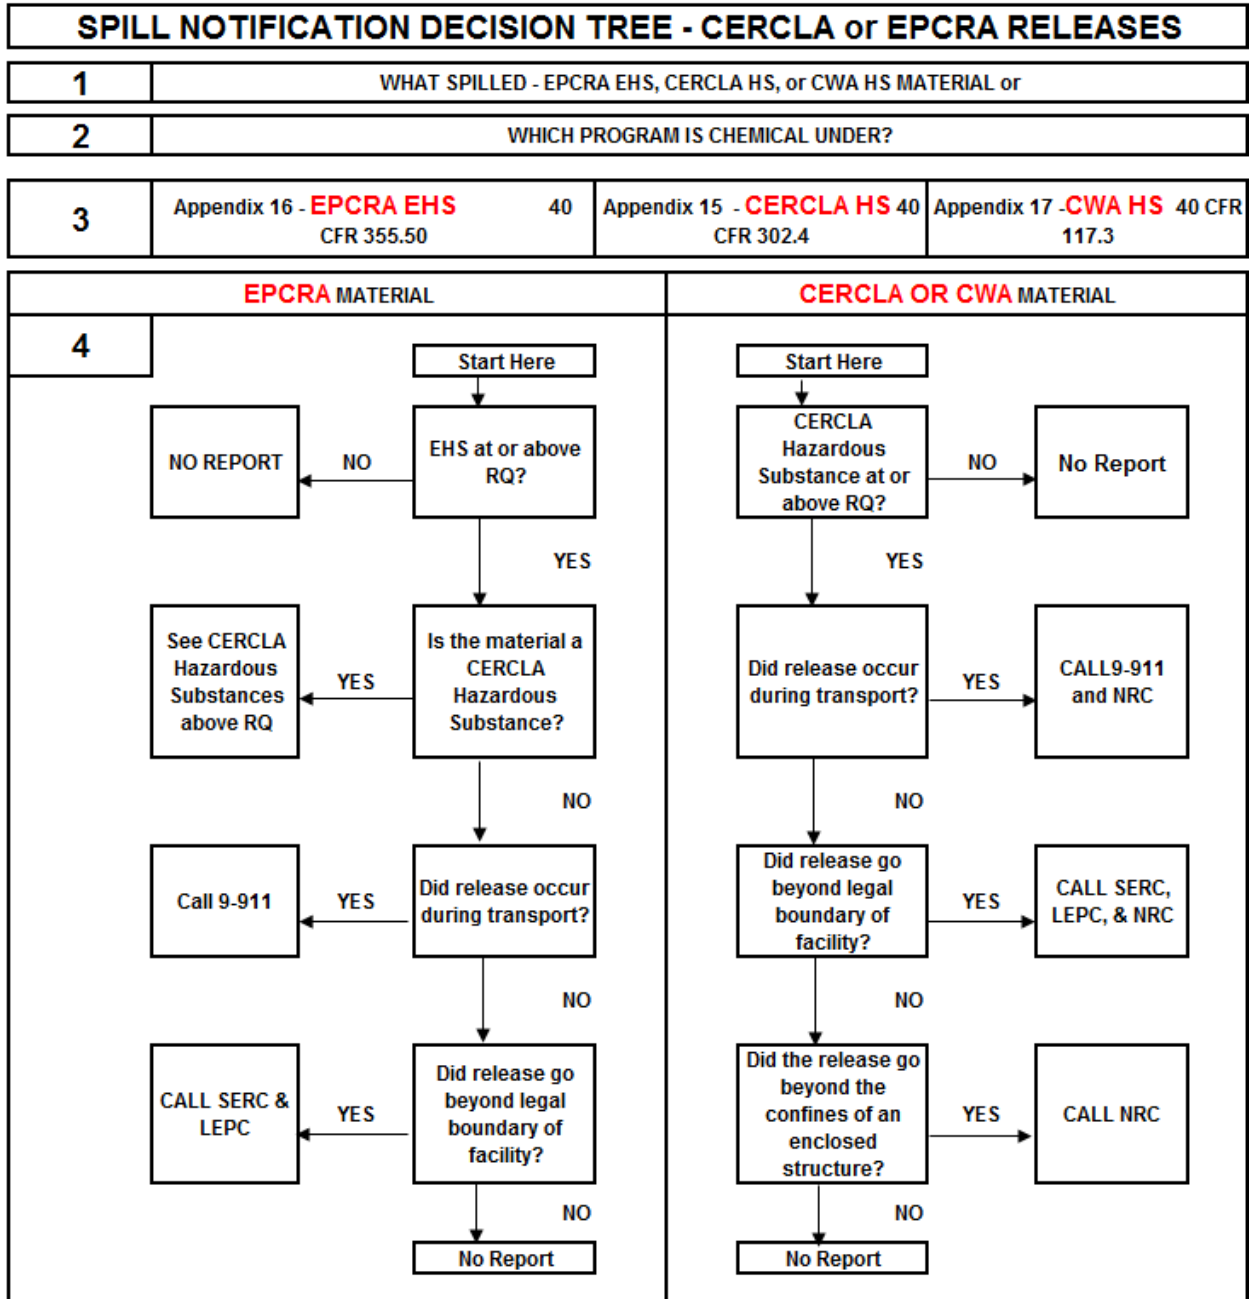 SPILL NOTIFICATION DECISION TREE - CERCLA or EPCRA RELEASES
1
WHAT SPILLED - EPCRA EHS, CERCLA HS, or CWA HS MATERIAL or
2
WHICH PROGRAM IS CHEMICAL UNDER?
3
Appendix 16 - EPCRA EHS 40
CFR 355.50
Appendix 15 - CERCLA HS 40
CFR 302.4
Appendix 17 -CWA HS 40 CFR
117.3
EPCRA MATERIAL
CERCLA OR CWA MATERIAL
4
Start Here
EHS at or above
RQ?
NO
NO REPORT
YES
Is the material a
CERCLA
Hazardous
Substance?
YES
See CERCLA
Hazardous
Substances
above RQ
NO
Did release occur
during transport?
YES
Call 9-911
NO
Did release go
beyond legal
boundary of
facility?
YES
CALL SERC &
LEPC
NO
No Report
Start Here
CERCLA
Hazardous
Substance at or
above RQ?
NO
No Report
YES
Did release occur
during transport?
YES
CALL9-911
and NRC
NO
Did release go
beyond legal
boundary of
facility?
YES
CALL SERC,
LEPC, & NRC
NO
Did the release go
beyond the
confines of an
enclosed
structure?
YES
CALL NRC
NO
No Report